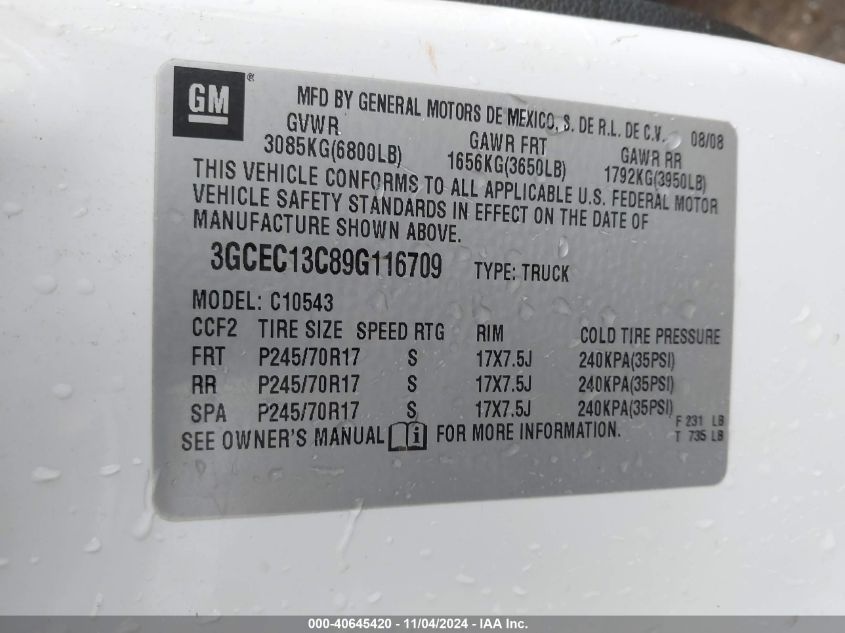 GM ®
MFD BY GENERAL MOTORS DE MEXICO, S. DE R.L. DE C.V. 08/08
GVWR GAWR FRT GAWR RR
3085KG(6800LB) 1656KG(3650LB) 1792KG(3950LB)
THIS VEHICLE CONFORMS TO ALL APPLICABLE U.S. FEDERAL MOTOR
VEHICLE SAFETY STANDARDS IN EFFECT ON THE DATE OF
MANUFACTURE SHOWN ABOVE.
3GCEC13C89G116709 TYPE: TRUCK
MODEL: C10543
CCF2 TIRE SIZE SPEED RTG RIM COLD TIRE PRESSURE
FRT P245/70R17 S 17X7.5J 240KPA(35PSI)
RR P245/70R17 S 17X7.5J 240KPA(35PSI)
SPA P245/70R17 S 17X7.5J 240KPA(35PSI)
SEE OWNER'S MANUAL i FOR MORE INFORMATION.
F 231 LB
T 735 LB
000-40645420 - 11/04/2024 - IAA Inc.